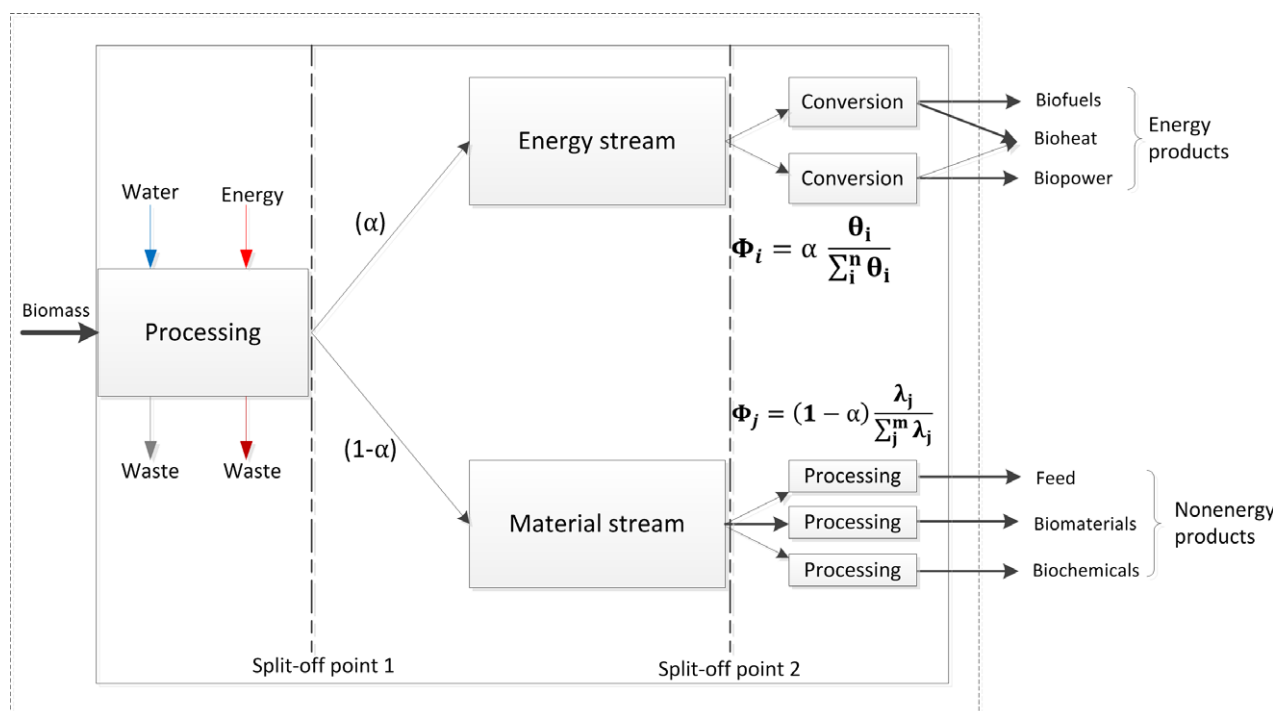 Biomass
Water
Energy
Processing
Waste
Waste
(α)
(1-α)
Split-off point 1
Energy stream
Material stream
Split-off point 2
Conversion
Conversion
Φ_i = α θ_i / ∑_i^n θ_i
Φ_j = (1 − α) λ_j / ∑_j^m λ_j
Processing
Processing
Processing
Biofuels
Bioheat
Biopower
Energy
products
Feed
Biomaterials
Biochemicals
Nonenergy
products